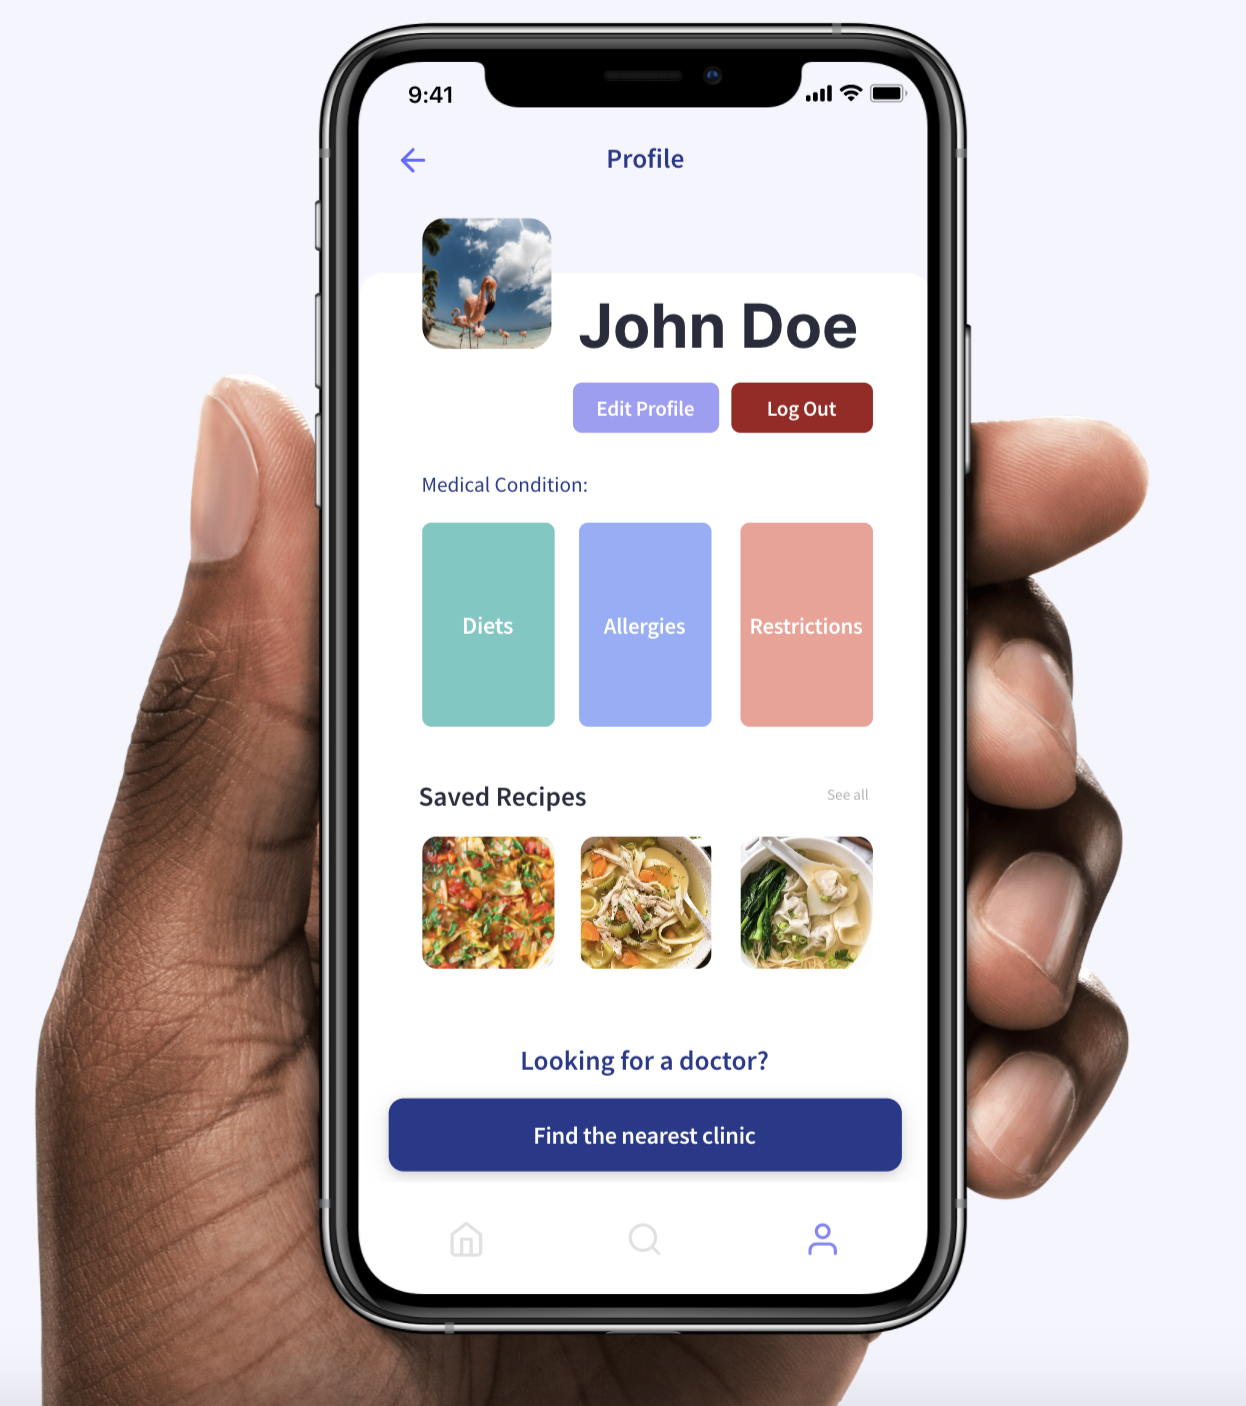 9:41
Profile
John Doe
Edit Profile
Log Out
Medical Condition:
Diets
Allergies
Restrictions
Saved Recipes
See all
Looking for a doctor?
Find the nearest clinic